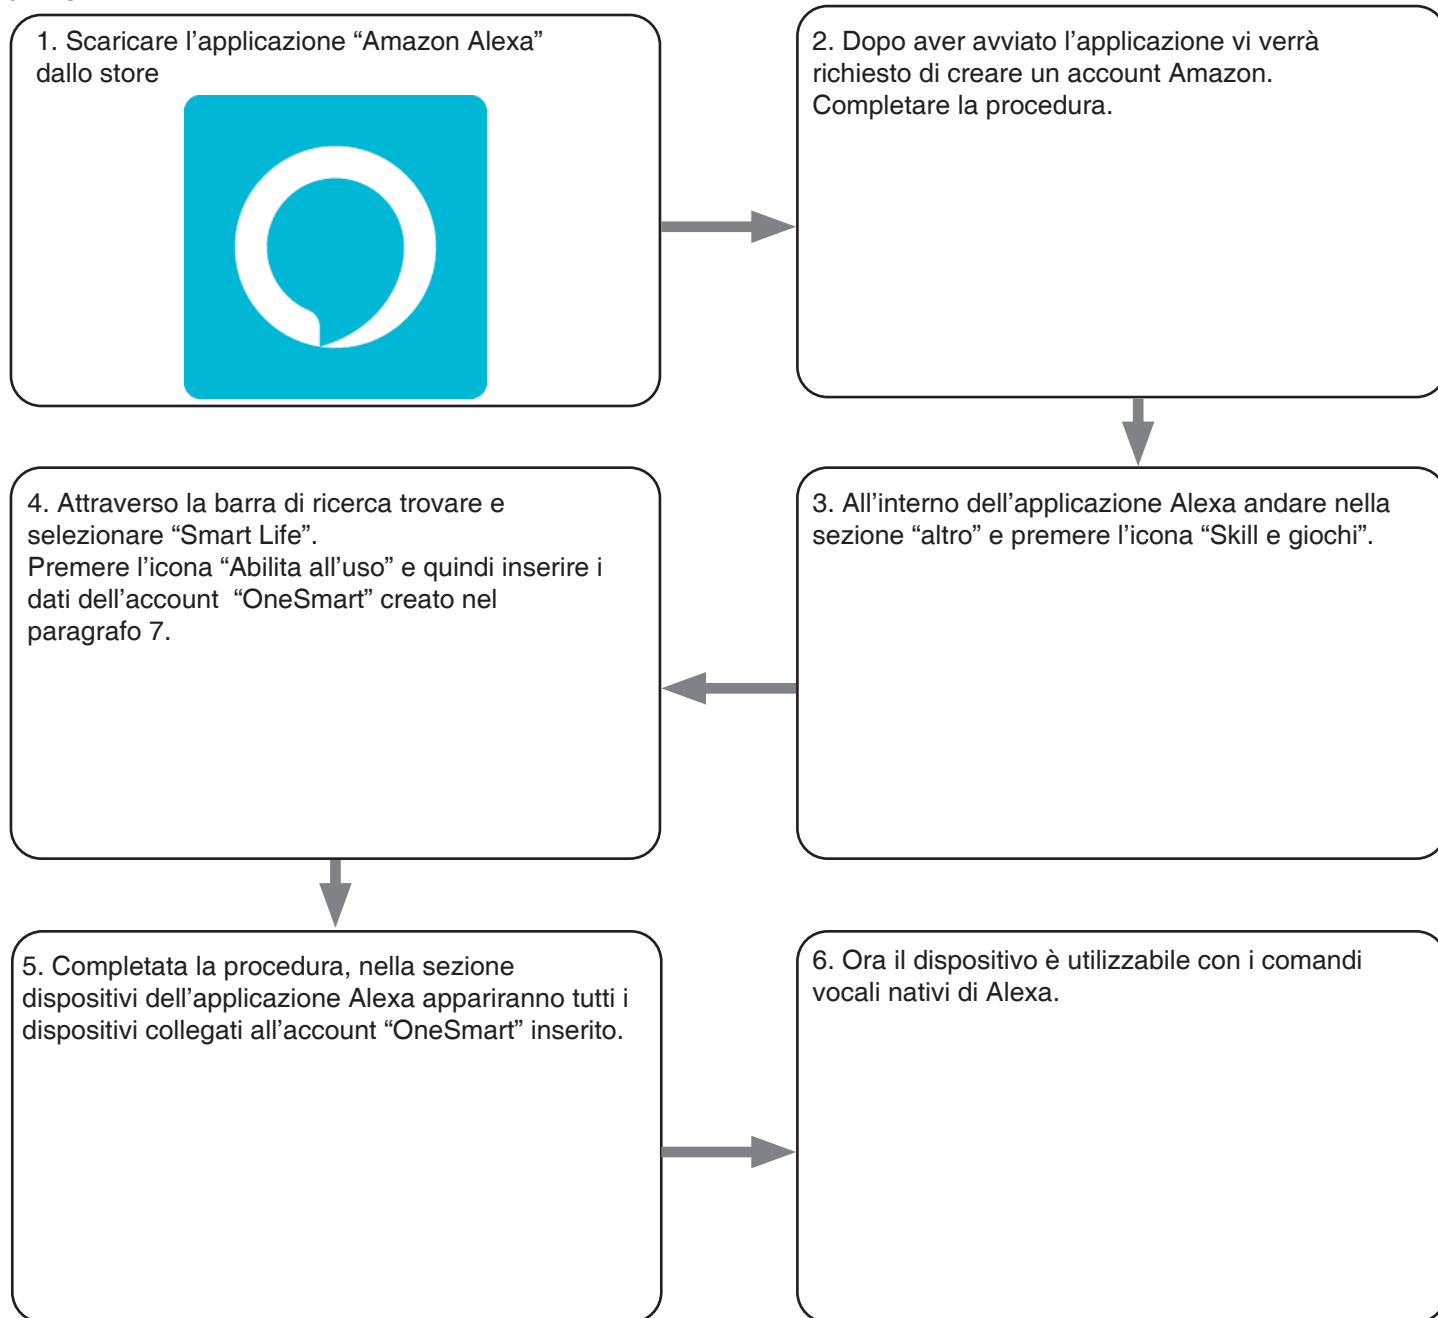 1. Scaricare l’applicazione “Amazon Alexa”
dallo store
2. Dopo aver avviato l’applicazione vi verrà
richiesto di creare un account Amazon.
Completare la procedura.
3. All’interno dell’applicazione Alexa andare nella
sezione “altro” e premere l’icona “Skill e giochi”.
4. Attraverso la barra di ricerca trovare e
selezionare “Smart Life”.
Premere l’icona “Abilita all’uso” e quindi inserire i
dati dell’account  “OneSmart” creato nel
paragrafo 7.
5. Completata la procedura, nella sezione
dispositivi dell’applicazione Alexa appariranno tutti i
dispositivi collegati all’account “OneSmart” inserito.
6. Ora il dispositivo è utilizzabile con i comandi
vocali nativi di Alexa.